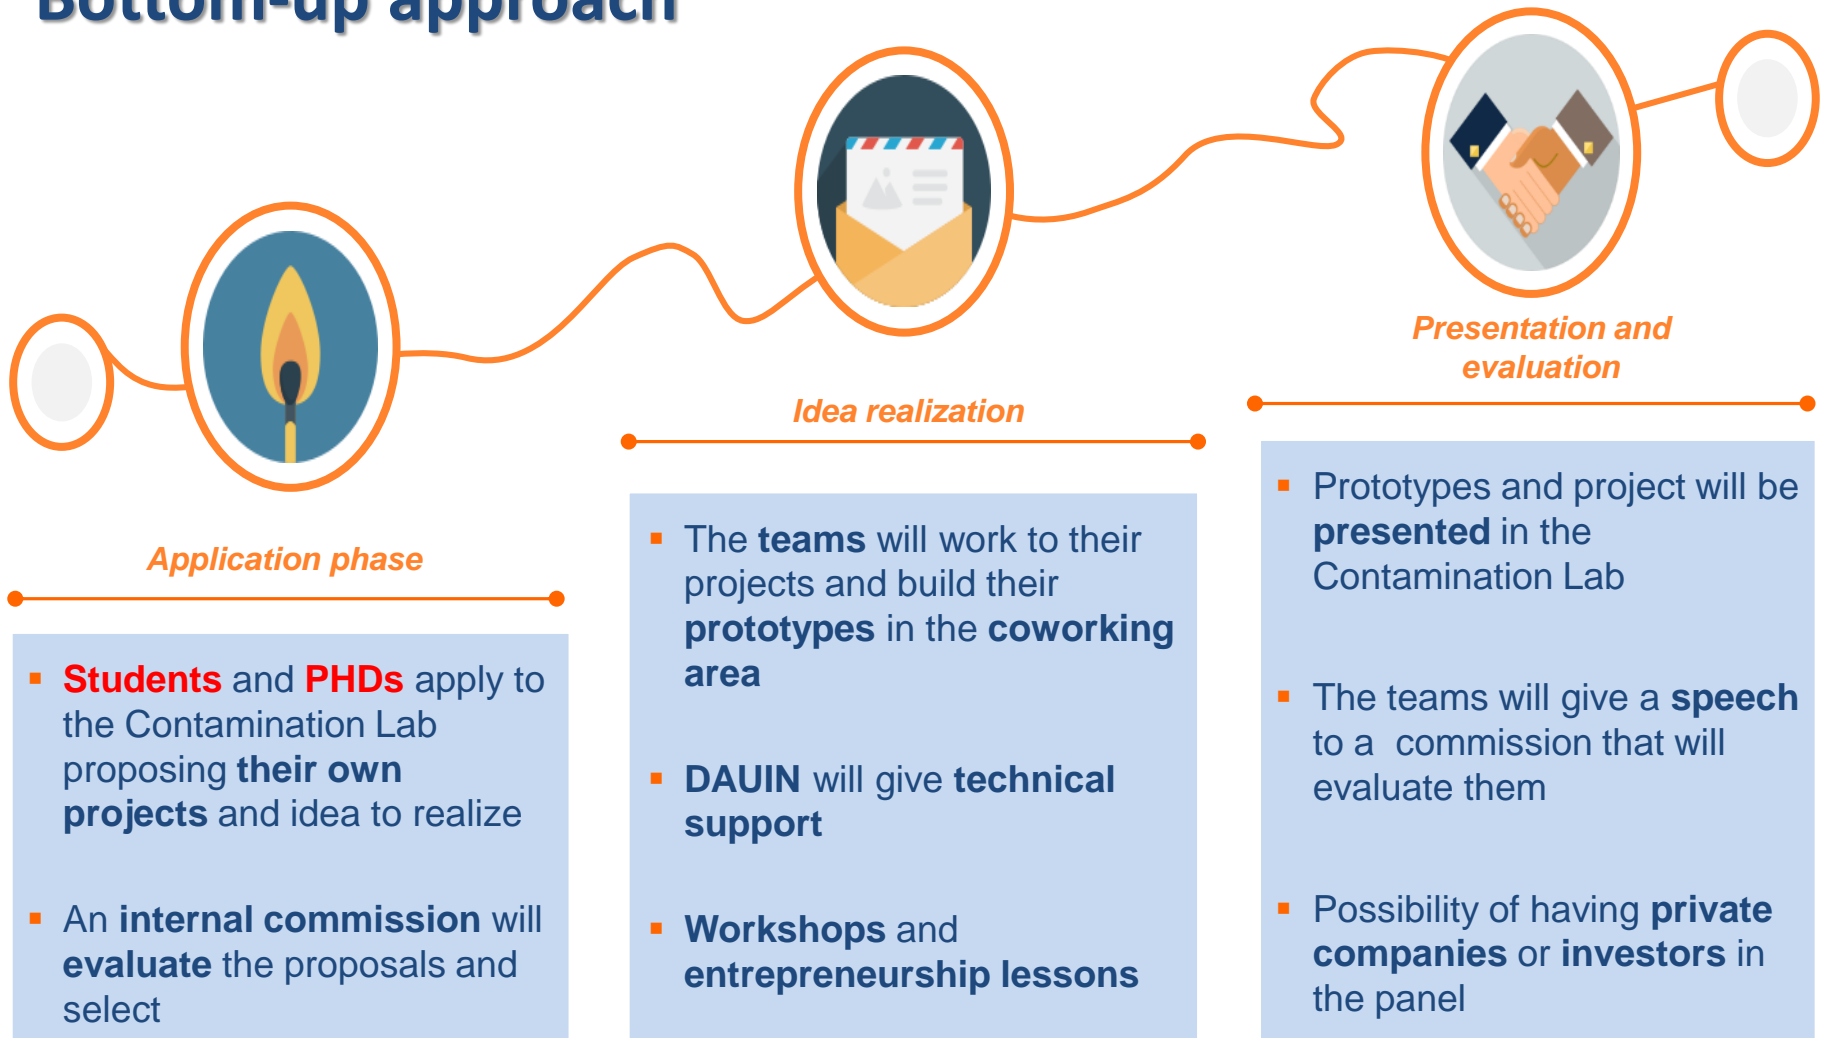 Bottom-up approach
Application phase
▪ Students and PHDs apply to
the Contamination Lab
proposing their own
projects and idea to realize
▪ An internal commission will
evaluate the proposals and
select
Idea realization
▪ The teams will work to their
projects and build their
prototypes in the coworking
area
▪ DAUIN will give technical
support
▪ Workshops and
entrepreneurship lessons
Presentation and
evaluation
▪ Prototypes and project will be
presented in the
Contamination Lab
▪ The teams will give a speech
to a  commission that will
evaluate them
▪ Possibility of having private
companies or investors in
the panel